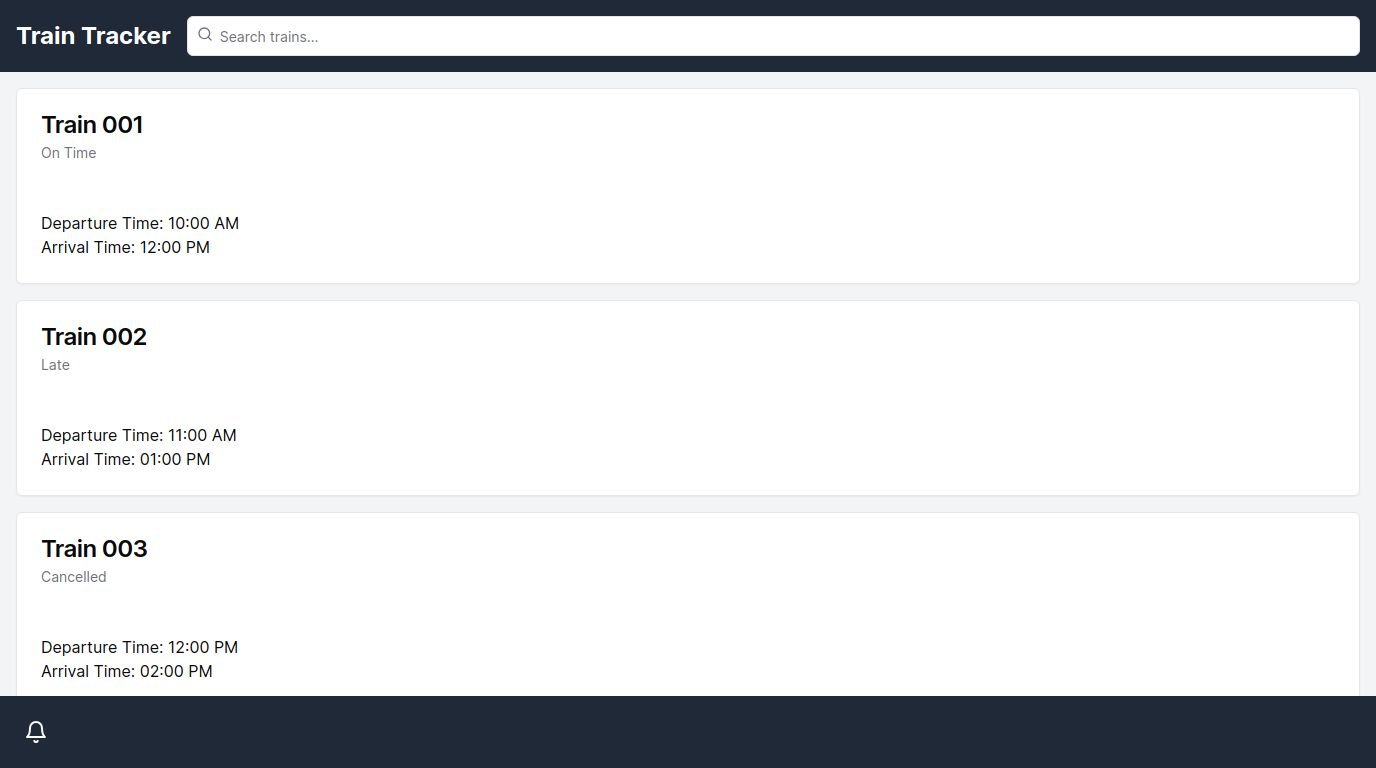 Train Tracker
Search trains...
Train 001
On Time
Departure Time: 10:00 AM
Arrival Time: 12:00 PM
Train 002
Late
Departure Time: 11:00 AM
Arrival Time: 01:00 PM
Train 003
Cancelled
Departure Time: 12:00 PM
Arrival Time: 02:00 PM